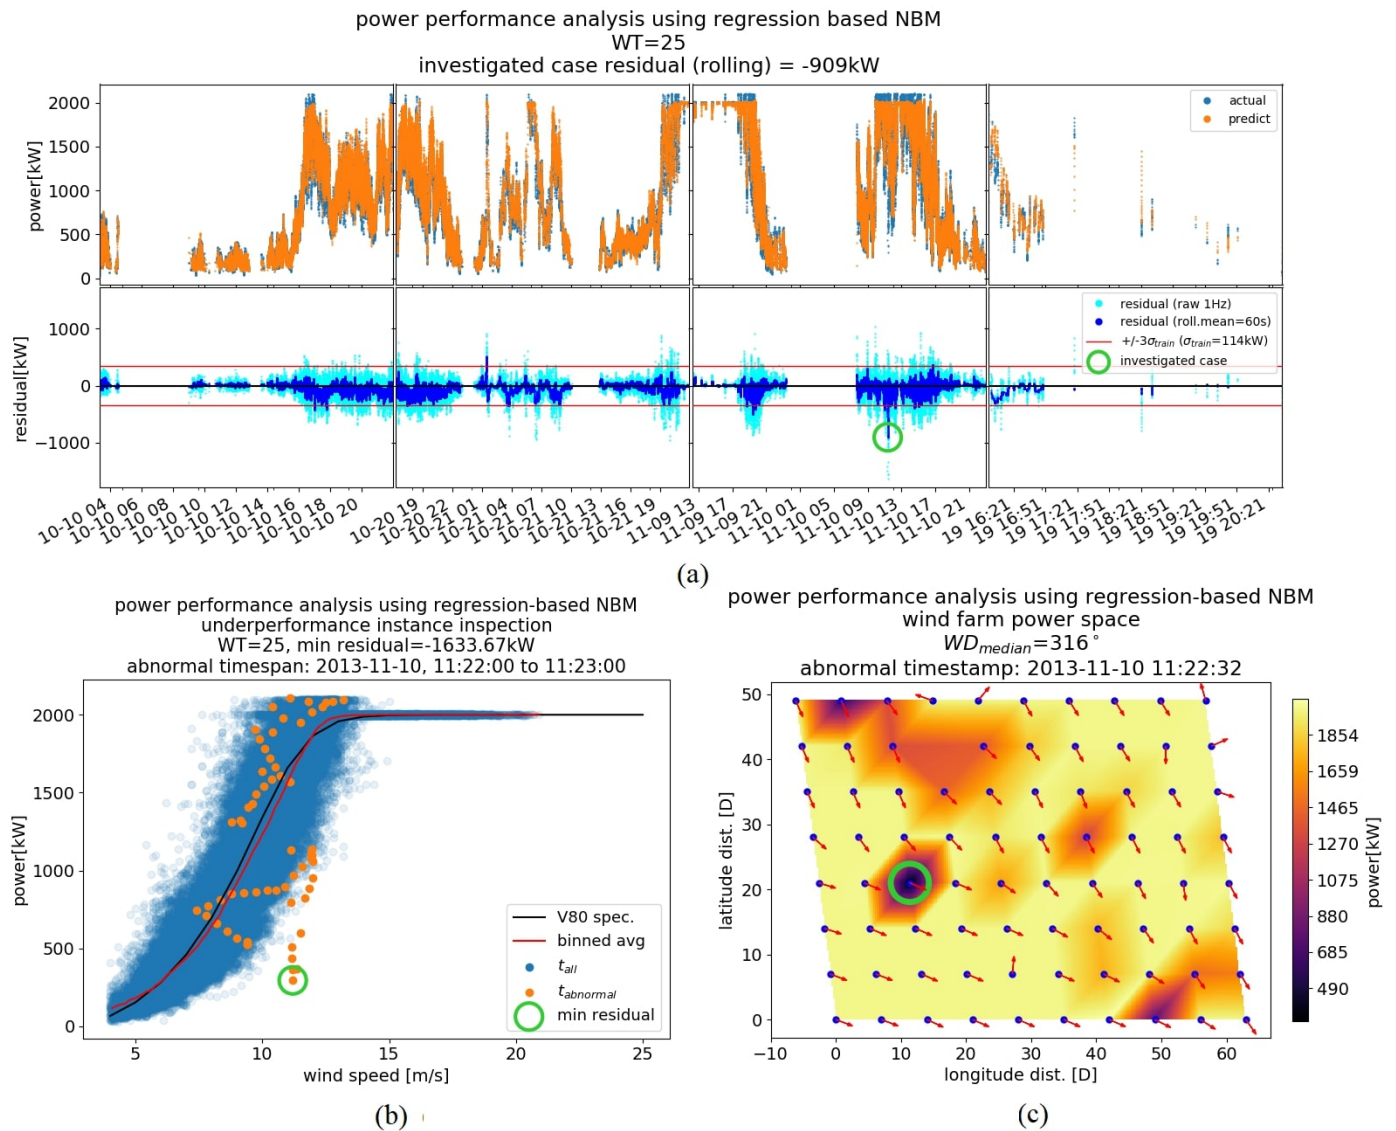 power performance analysis using regression based NBM
WT=25
investigated case residual (rolling) = -909kW
power[kW]
2000
1500
1000
500
0
actual
predict
residual[kW]
1000
0
−1000
residual (raw 1Hz)
residual (roll.mean=60s)
+/-3σtrain (σtrain=114kW)
investigated case
10-10 04
10-10 06
10-10 08
10-10 10
10-10 12
10-10 14
10-10 16
10-10 18
10-10 20
10-20 19
10-20 22
10-21 01
10-21 04
10-21 07
10-21 10
10-21 13
10-21 16
10-21 19
11-09 13
11-09 17
11-09 21
11-10 01
11-10 05
11-10 09
11-10 13
11-10 17
11-10 21
19 16:21
19 16:51
19 17:21
19 17:51
19 18:21
19 18:51
19 19:21
19 19:51
19 20:21
(a)
power performance analysis using regression-based NBM
underperformance instance inspection
WT=25, min residual=-1633.67kW
abnormal timespan: 2013-11-10, 11:22:00 to 11:23:00
power[kW]
2000
1500
1000
500
0
V80 spec.
binned avg
tall
tabnormal
min residual
5
10
15
20
25
wind speed [m/s]
(b)
power performance analysis using regression-based NBM
wind farm power space
WDmedian=316°
abnormal timestamp: 2013-11-10 11:22:32
latitude dist. [D]
50
40
30
20
10
0
−10
0
10
20
30
40
50
60
longitude dist. [D]
1854
1659
1465
1270
1075
880
685
490
power[kW]
(c)